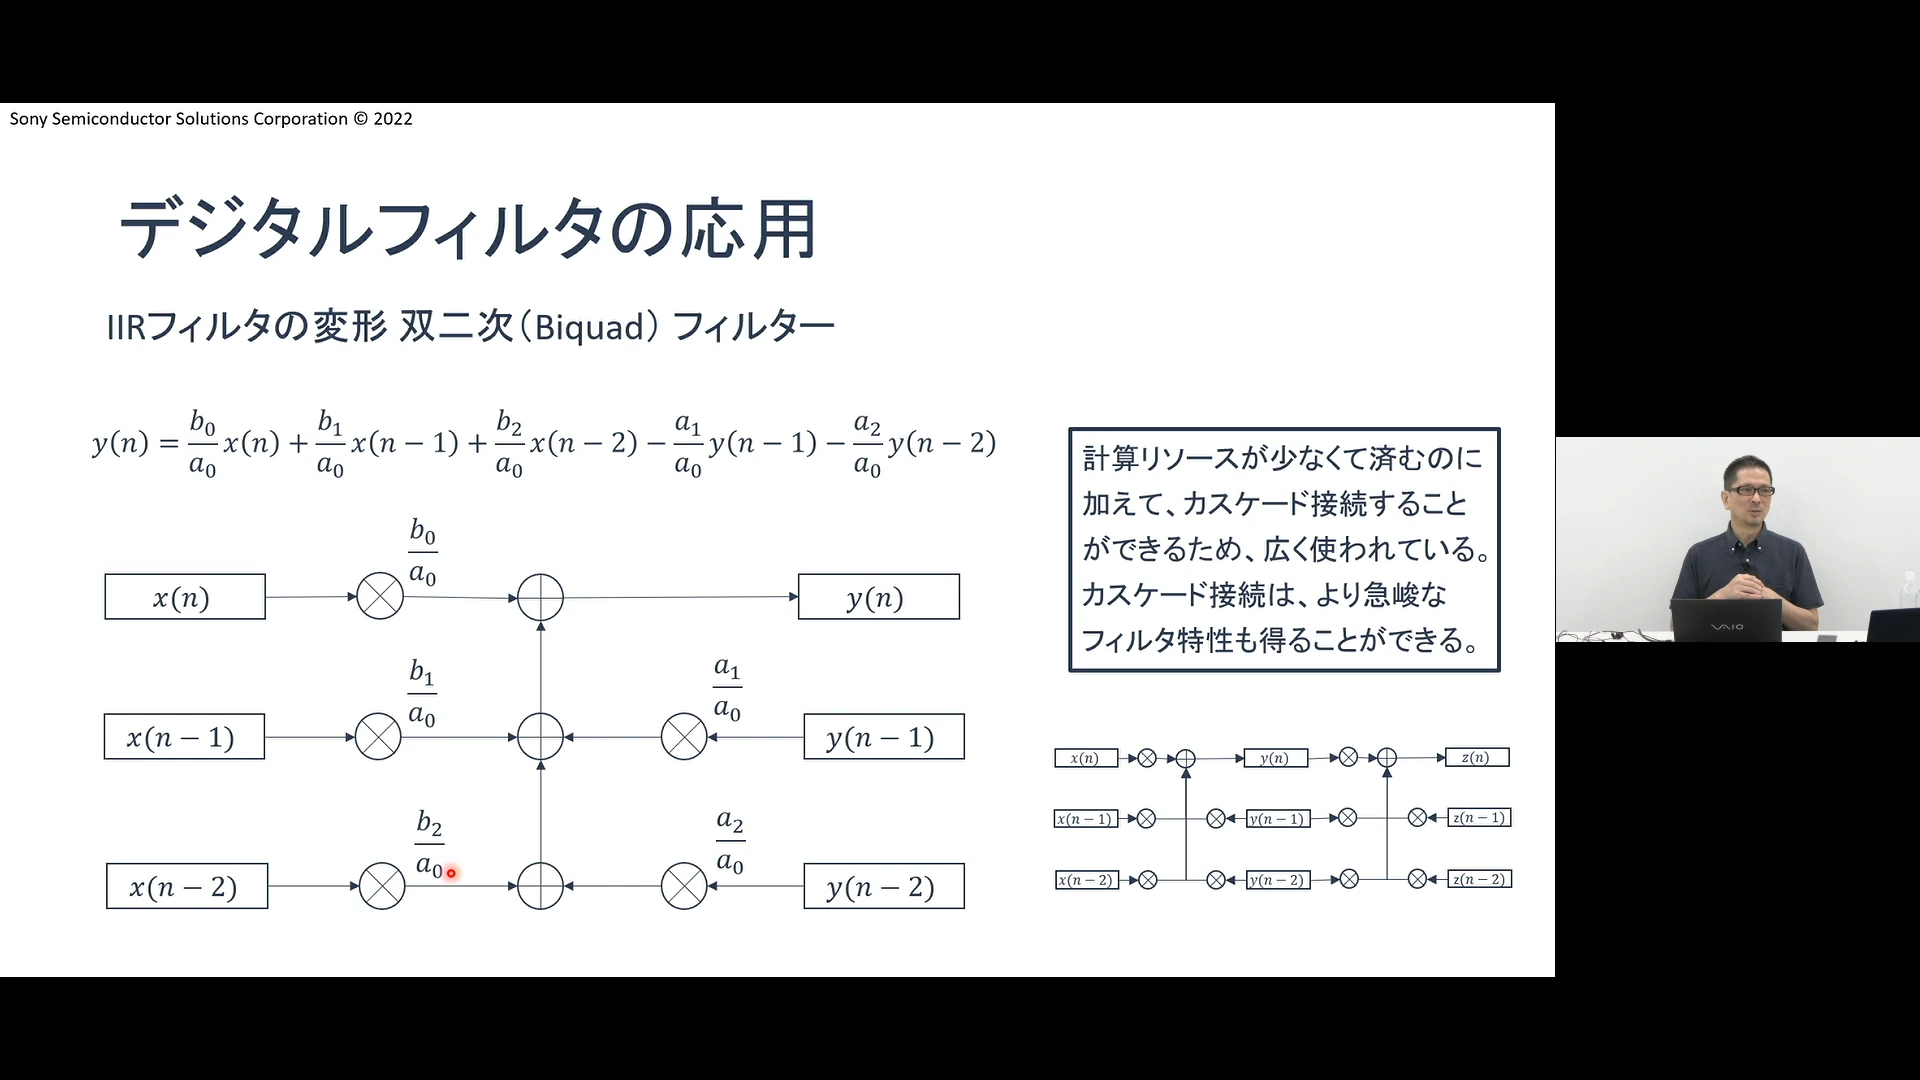 Sony Semiconductor Solutions Corporation © 2022
デジタルフィルタの応用
IIRフィルタの変形 双二次（Biquad） フィルター
y(n) = b₀/a₀ x(n) + b₁/a₀ x(n − 1) + b₂/a₀ x(n − 2) − a₁/a₀ y(n − 1) − a₂/a₀ y(n − 2)
計算リソースが少なくて済むのに
加えて、カスケード接続すること
ができるため、広く使われている。
カスケード接続は、より急峻な
フィルタ特性も得ることができる。
b₀/a₀
x(n) y(n)
b₁/a₀ a₁/a₀
x(n − 1) y(n − 1)
b₂/a₀ a₂/a₀
x(n − 2) y(n − 2)
x(n) y(n) z(n)
x(n − 1) y(n − 1) z(n − 1)
x(n − 2) y(n − 2) z(n − 2)
VAIO